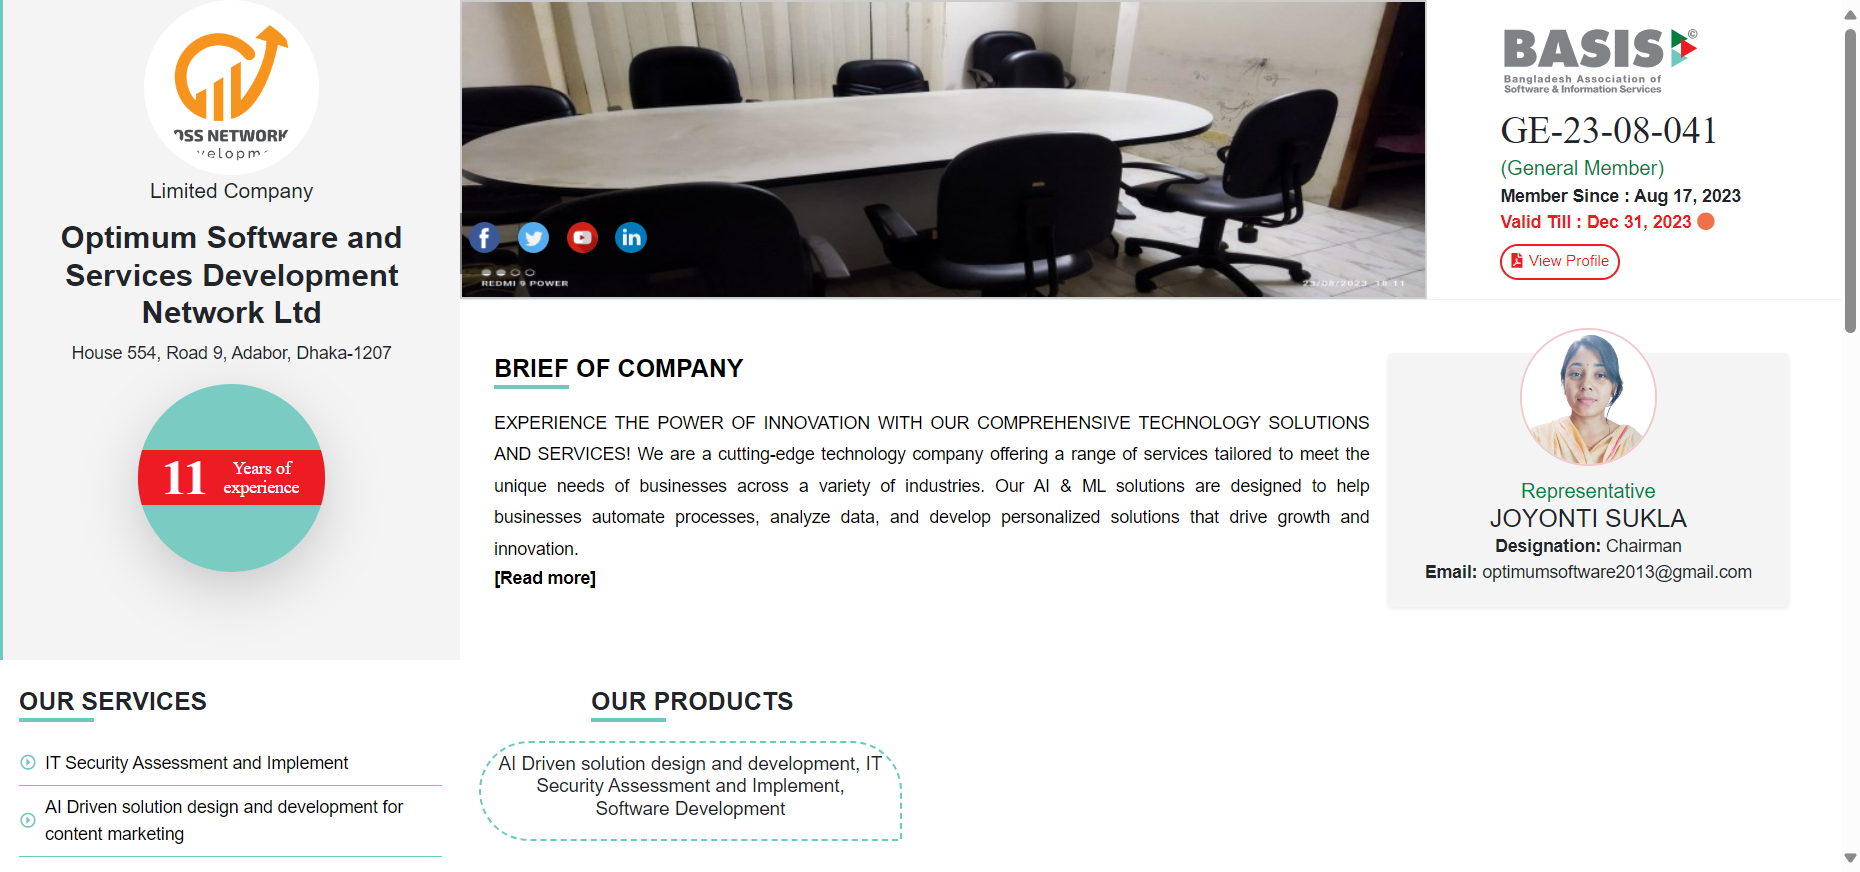 OSS NETWORK
Limited Company
Optimum Software and
Services Development
Network Ltd
House 554, Road 9, Adabor, Dhaka-1207
11
Years of
experience
REDMI 9 POWER
23/08/2023 16:11
BASIS
©
Bangladesh Association of
Software & Information Services
GE-23-08-041
(General Member)
Member Since : Aug 17, 2023
Valid Till : Dec 31, 2023
View Profile
BRIEF OF COMPANY
EXPERIENCE THE POWER OF INNOVATION WITH OUR COMPREHENSIVE TECHNOLOGY SOLUTIONS
AND SERVICES! We are a cutting-edge technology company offering a range of services tailored to meet the
unique needs of businesses across a variety of industries. Our AI & ML solutions are designed to help
businesses automate processes, analyze data, and develop personalized solutions that drive growth and
innovation.
[Read more]
Representative
JOYONTI SUKLA
Designation: Chairman
Email: optimumsoftware2013@gmail.com
OUR SERVICES
IT Security Assessment and Implement
AI Driven solution design and development for
content marketing
OUR PRODUCTS
AI Driven solution design and development, IT
Security Assessment and Implement,
Software Development